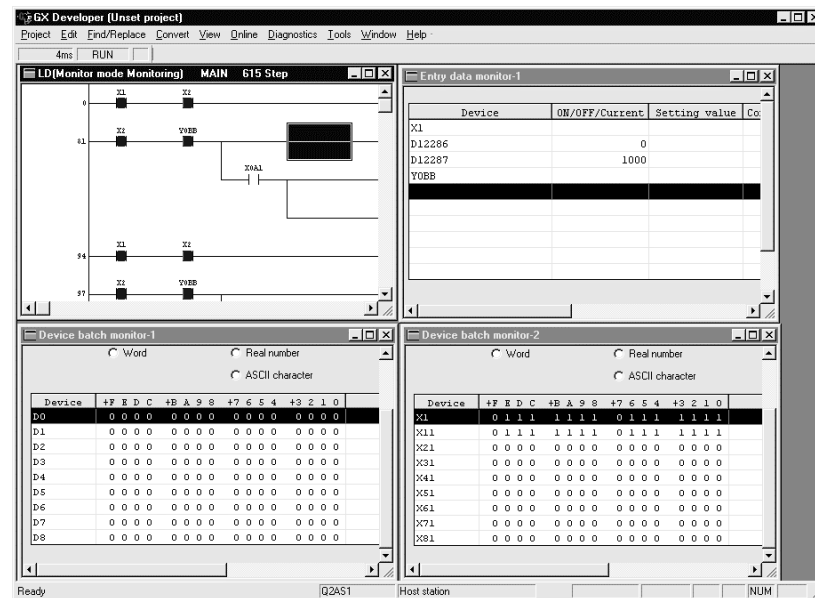 GX Developer (Unset project)
Project Edit Find/Replace Convert View Online Diagnostics Tools Window Help
4ms RUN
LD(Monitor mode Monitoring) MAIN 615 Step
X1 X2
0
X2 Y0BB
81
X0A1
X1 X2
94
X2 Y0BB
97
Entry data monitor-1
Device ON/OFF/Current Setting value Co
X1
D12286 0
D12287 1000
Y0BB
Device batch monitor-1
Word Real number
ASCII character
Device +F E D C +B A 9 8 +7 6 5 4 +3 2 1 0
D0 0 0 0 0 0 0 0 0 0 0 0 0 0 0 0 0
D1 0 0 0 0 0 0 0 0 0 0 0 0 0 0 0 0
D2 0 0 0 0 0 0 0 0 0 0 0 0 0 0 0 0
D3 0 0 0 0 0 0 0 0 0 0 0 0 0 0 0 0
D4 0 0 0 0 0 0 0 0 0 0 0 0 0 0 0 0
D5 0 0 0 0 0 0 0 0 0 0 0 0 0 0 0 0
D6 0 0 0 0 0 0 0 0 0 0 0 0 0 0 0 0
D7 0 0 0 0 0 0 0 0 0 0 0 0 0 0 0 0
D8 0 0 0 0 0 0 0 0 0 0 0 0 0 0 0 0
Device batch monitor-2
Word Real number
ASCII character
Device +F E D C +B A 9 8 +7 6 5 4 +3 2 1 0
X1 0 1 1 1 1 1 1 1 0 1 1 1 1 1 1 1
X11 0 1 1 1 1 1 1 1 0 1 1 1 1 1 1 1
X21 0 0 0 0 0 0 0 0 0 0 0 0 0 0 0 0
X31 0 0 0 0 0 0 0 0 0 0 0 0 0 0 0 0
X41 0 0 0 0 0 0 0 0 0 0 0 0 0 0 0 0
X51 0 0 0 0 0 0 0 0 0 0 0 0 0 0 0 0
X61 0 0 0 0 0 0 0 0 0 0 0 0 0 0 0 0
X71 0 0 0 0 0 0 0 0 0 0 0 0 0 0 0 0
X81 0 0 0 0 0 0 0 0 0 0 0 0 0 0 0 0
Ready Q2AS1 Host station NUM